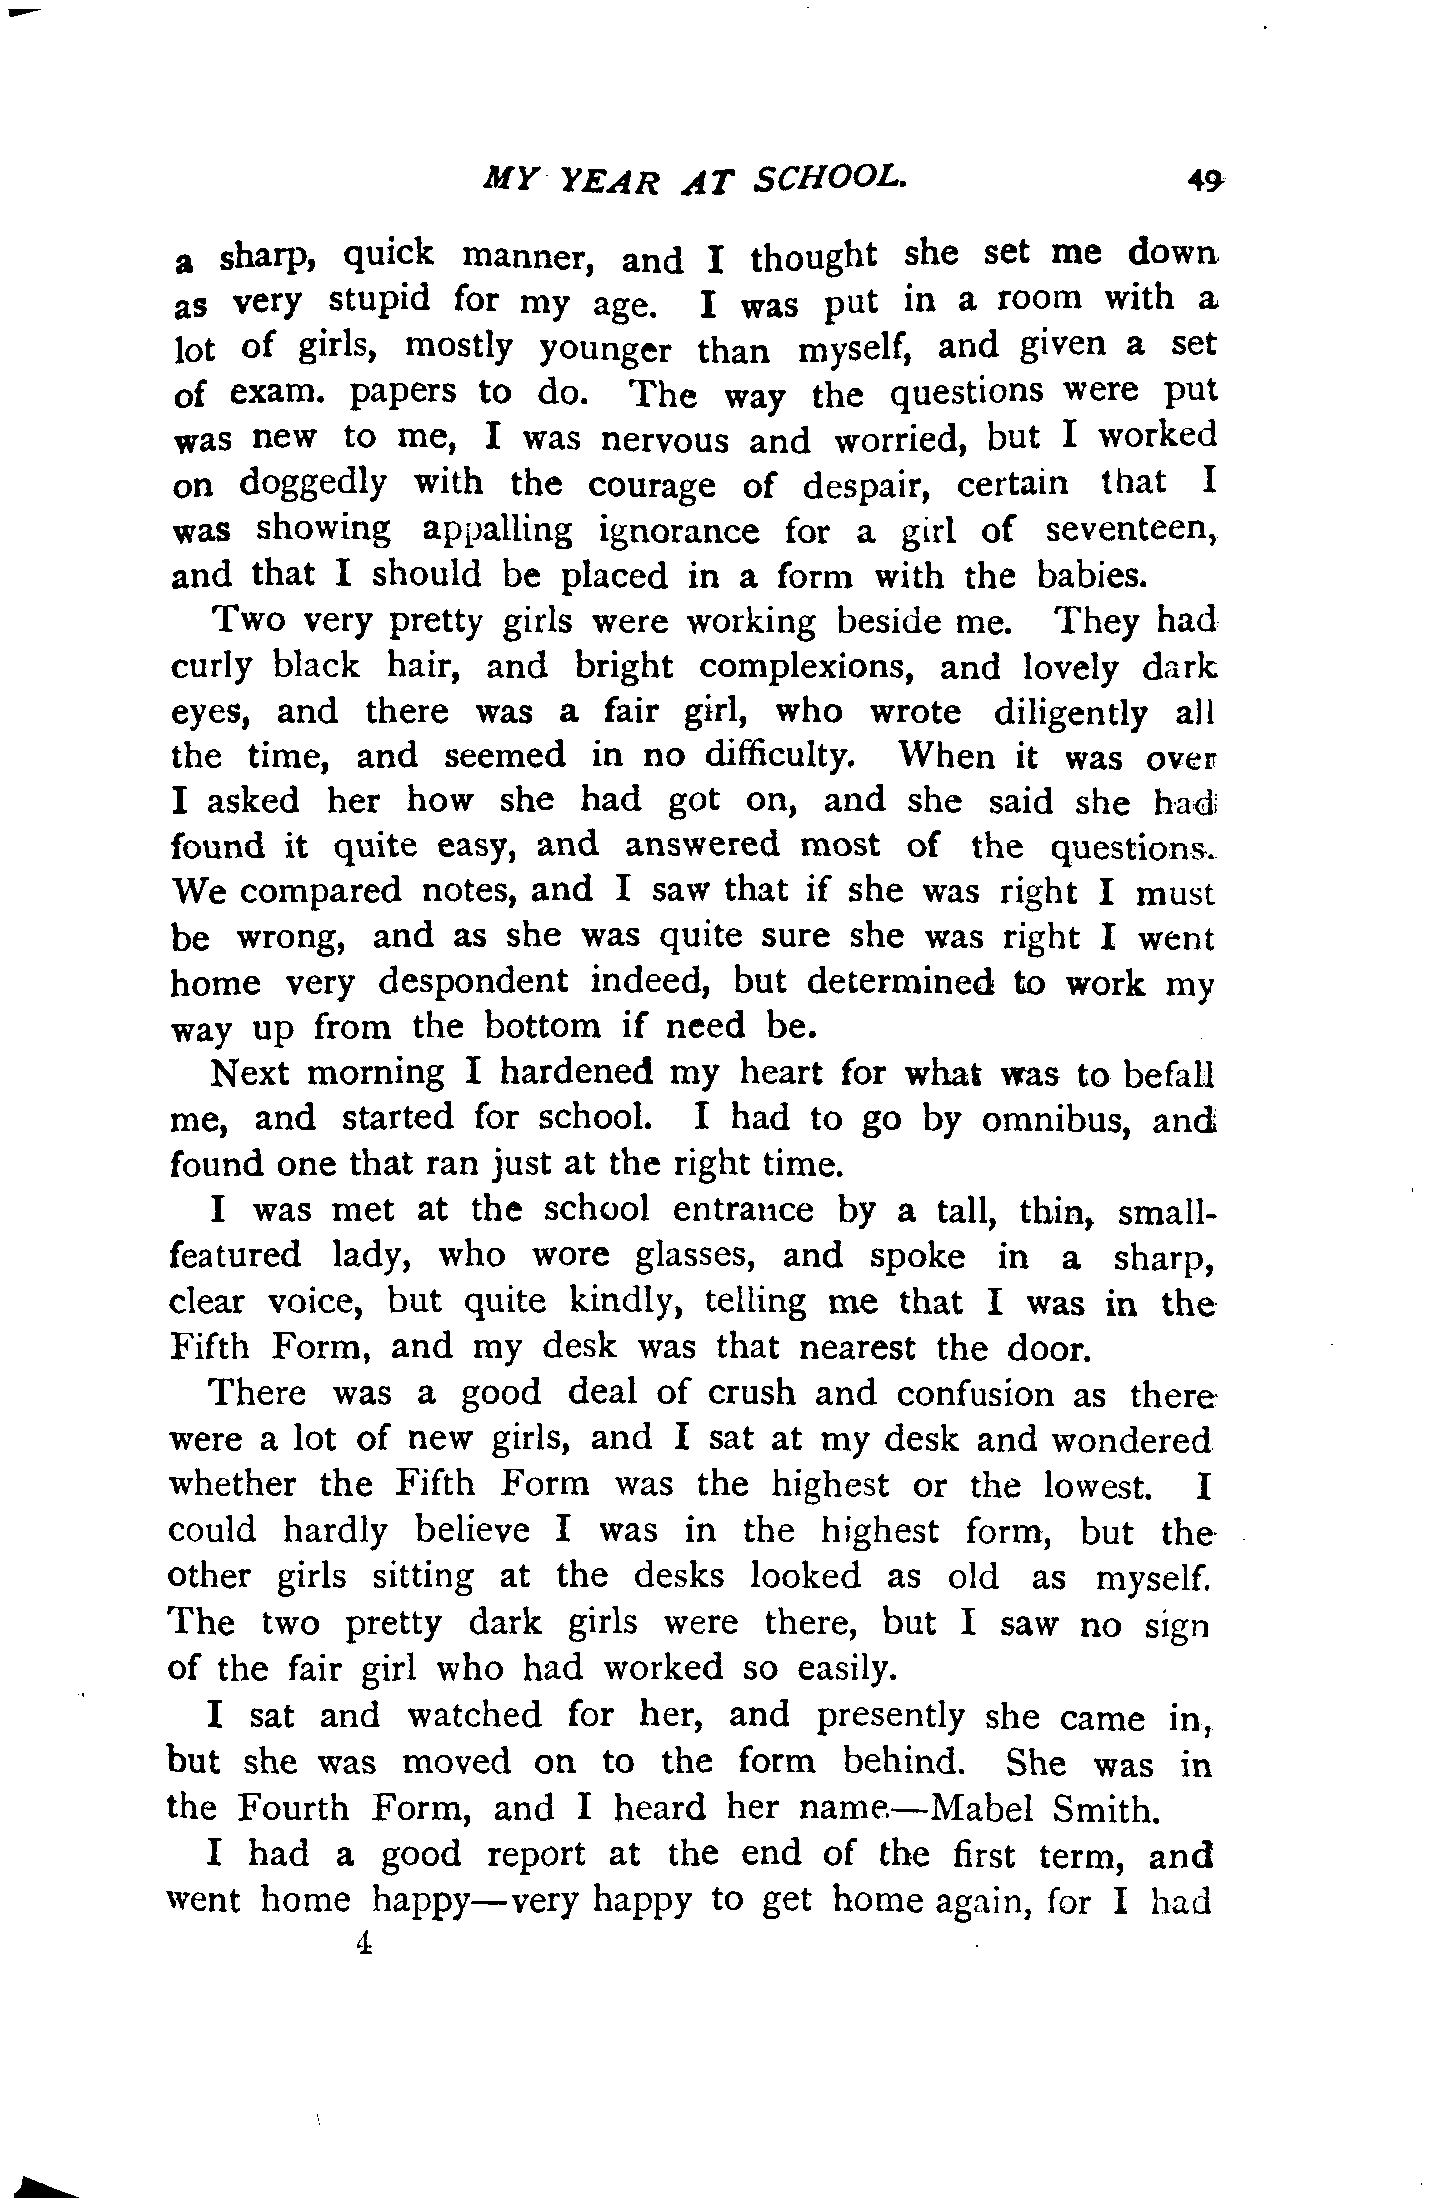 MY YEAR AT SCHOOL. 49
a sharp, quick manner, and I thought she set me down
as very stupid for my age. I was put in a room with a
lot of girls, mostly younger than myself, and given a set
of exam. papers to do. The way the questions were put
was new to me, I was nervous and worried, but I worked
on doggedly with the courage of despair, certain that I
was showing appalling ignorance for a girl of seventeen,
and that I should be placed in a form with the babies.
Two very pretty girls were working beside me. They had
curly black hair, and bright complexions, and lovely dark
eyes, and there was a fair girl, who wrote diligently all
the time, and seemed in no difficulty. When it was over
I asked her how she had got on, and she said she had
found it quite easy, and answered most of the questions.
We compared notes, and I saw that if she was right I must
be wrong, and as she was quite sure she was right I went
home very despondent indeed, but determined to work my
way up from the bottom if need be.
Next morning I hardened my heart for what was to befall
me, and started for school. I had to go by omnibus, and
found one that ran just at the right time.
I was met at the school entrance by a tall, thin, small-
featured lady, who wore glasses, and spoke in a sharp,
clear voice, but quite kindly, telling me that I was in the
Fifth Form, and my desk was that nearest the door.
There was a good deal of crush and confusion as there
were a lot of new girls, and I sat at my desk and wondered
whether the Fifth Form was the highest or the lowest. I
could hardly believe I was in the highest form, but the
other girls sitting at the desks looked as old as myself.
The two pretty dark girls were there, but I saw no sign
of the fair girl who had worked so easily.
I sat and watched for her, and presently she came in,
but she was moved on to the form behind. She was in
the Fourth Form, and I heard her name—Mabel Smith.
I had a good report at the end of the first term, and
went home happy—very happy to get home again, for I had
4